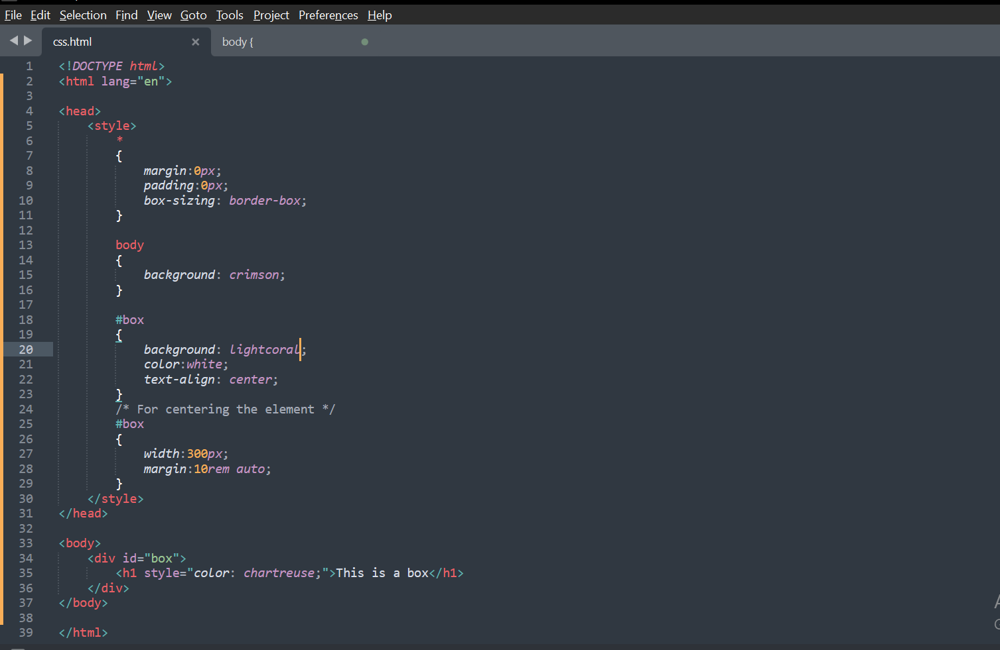 File Edit Selection Find View Goto Tools Project Preferences Help
css.html × body {
1 <!DOCTYPE html>
2 <html lang="en">
3
4 <head>
5     <style>
6         *
7         {
8             margin:0px;
9             padding:0px;
10             box-sizing: border-box;
11         }
12
13         body
14         {
15             background: crimson;
16         }
17
18         #box
19         {
20             background: lightcoral;
21             color:white;
22             text-align: center;
23         }
24         /* For centering the element */
25         #box
26         {
27             width:300px;
28             margin:10rem auto;
29         }
30     </style>
31 </head>
32
33 <body>
34     <div id="box">
35         <h1 style="color: chartreuse;">This is a box</h1>
36     </div>
37 </body>
38
39 </html>